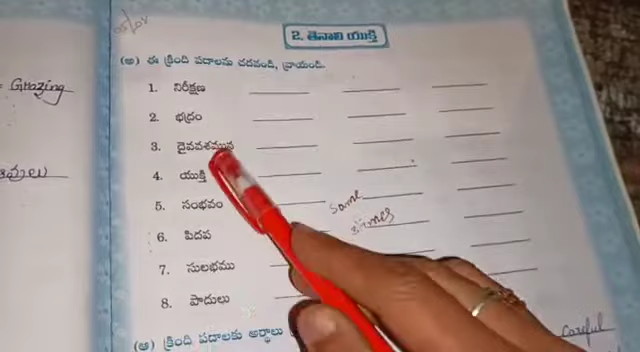 Grazing
2. తెనాలి యుక్తి
(అ) ఈ క్రింది పదాలను చదవండి, వ్రాయండి.
1. నిరీక్షణ
2. భద్రం
3. దైవవశమున
4. యుక్తి
5. సంభవం
Same
times
6. పిదప
7. సులభము
8. పాదులు
(ఆ) క్రింది పదాలకు అర్థాలు
careful